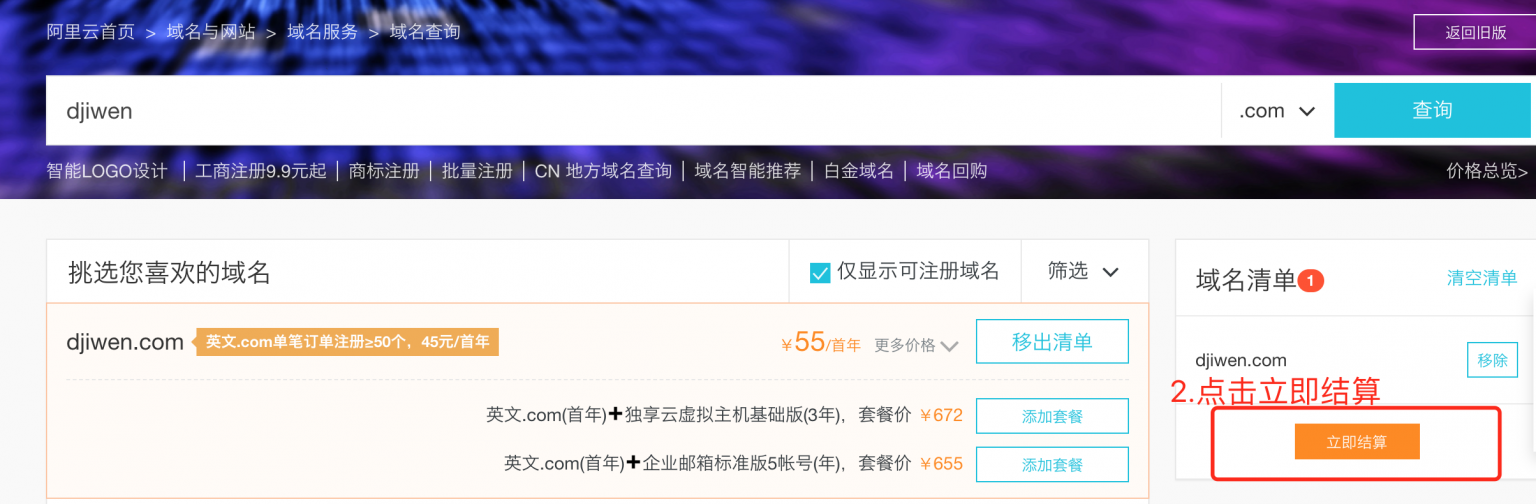 阿里云首页 > 域名与网站 > 域名服务 > 域名查询
返回旧版
djiwen
.com
查询
智能LOGO设计 | 工商注册9.9元起 | 商标注册 | 批量注册 | CN 地方域名查询 | 域名智能推荐 | 白金域名 | 域名回购
价格总览>
挑选您喜欢的域名
仅显示可注册域名
筛选
域名清单 1
清空清单
djiwen.com
英文.com单笔订单注册≥50个，45元/首年
¥55/首年
更多价格
移出清单
djiwen.com
移除
2.点击立即结算
英文.com(首年)+独享云虚拟主机基础版(3年)，套餐价 ¥672
添加套餐
立即结算
英文.com(首年)+企业邮箱标准版5帐号(年)，套餐价 ¥655
添加套餐